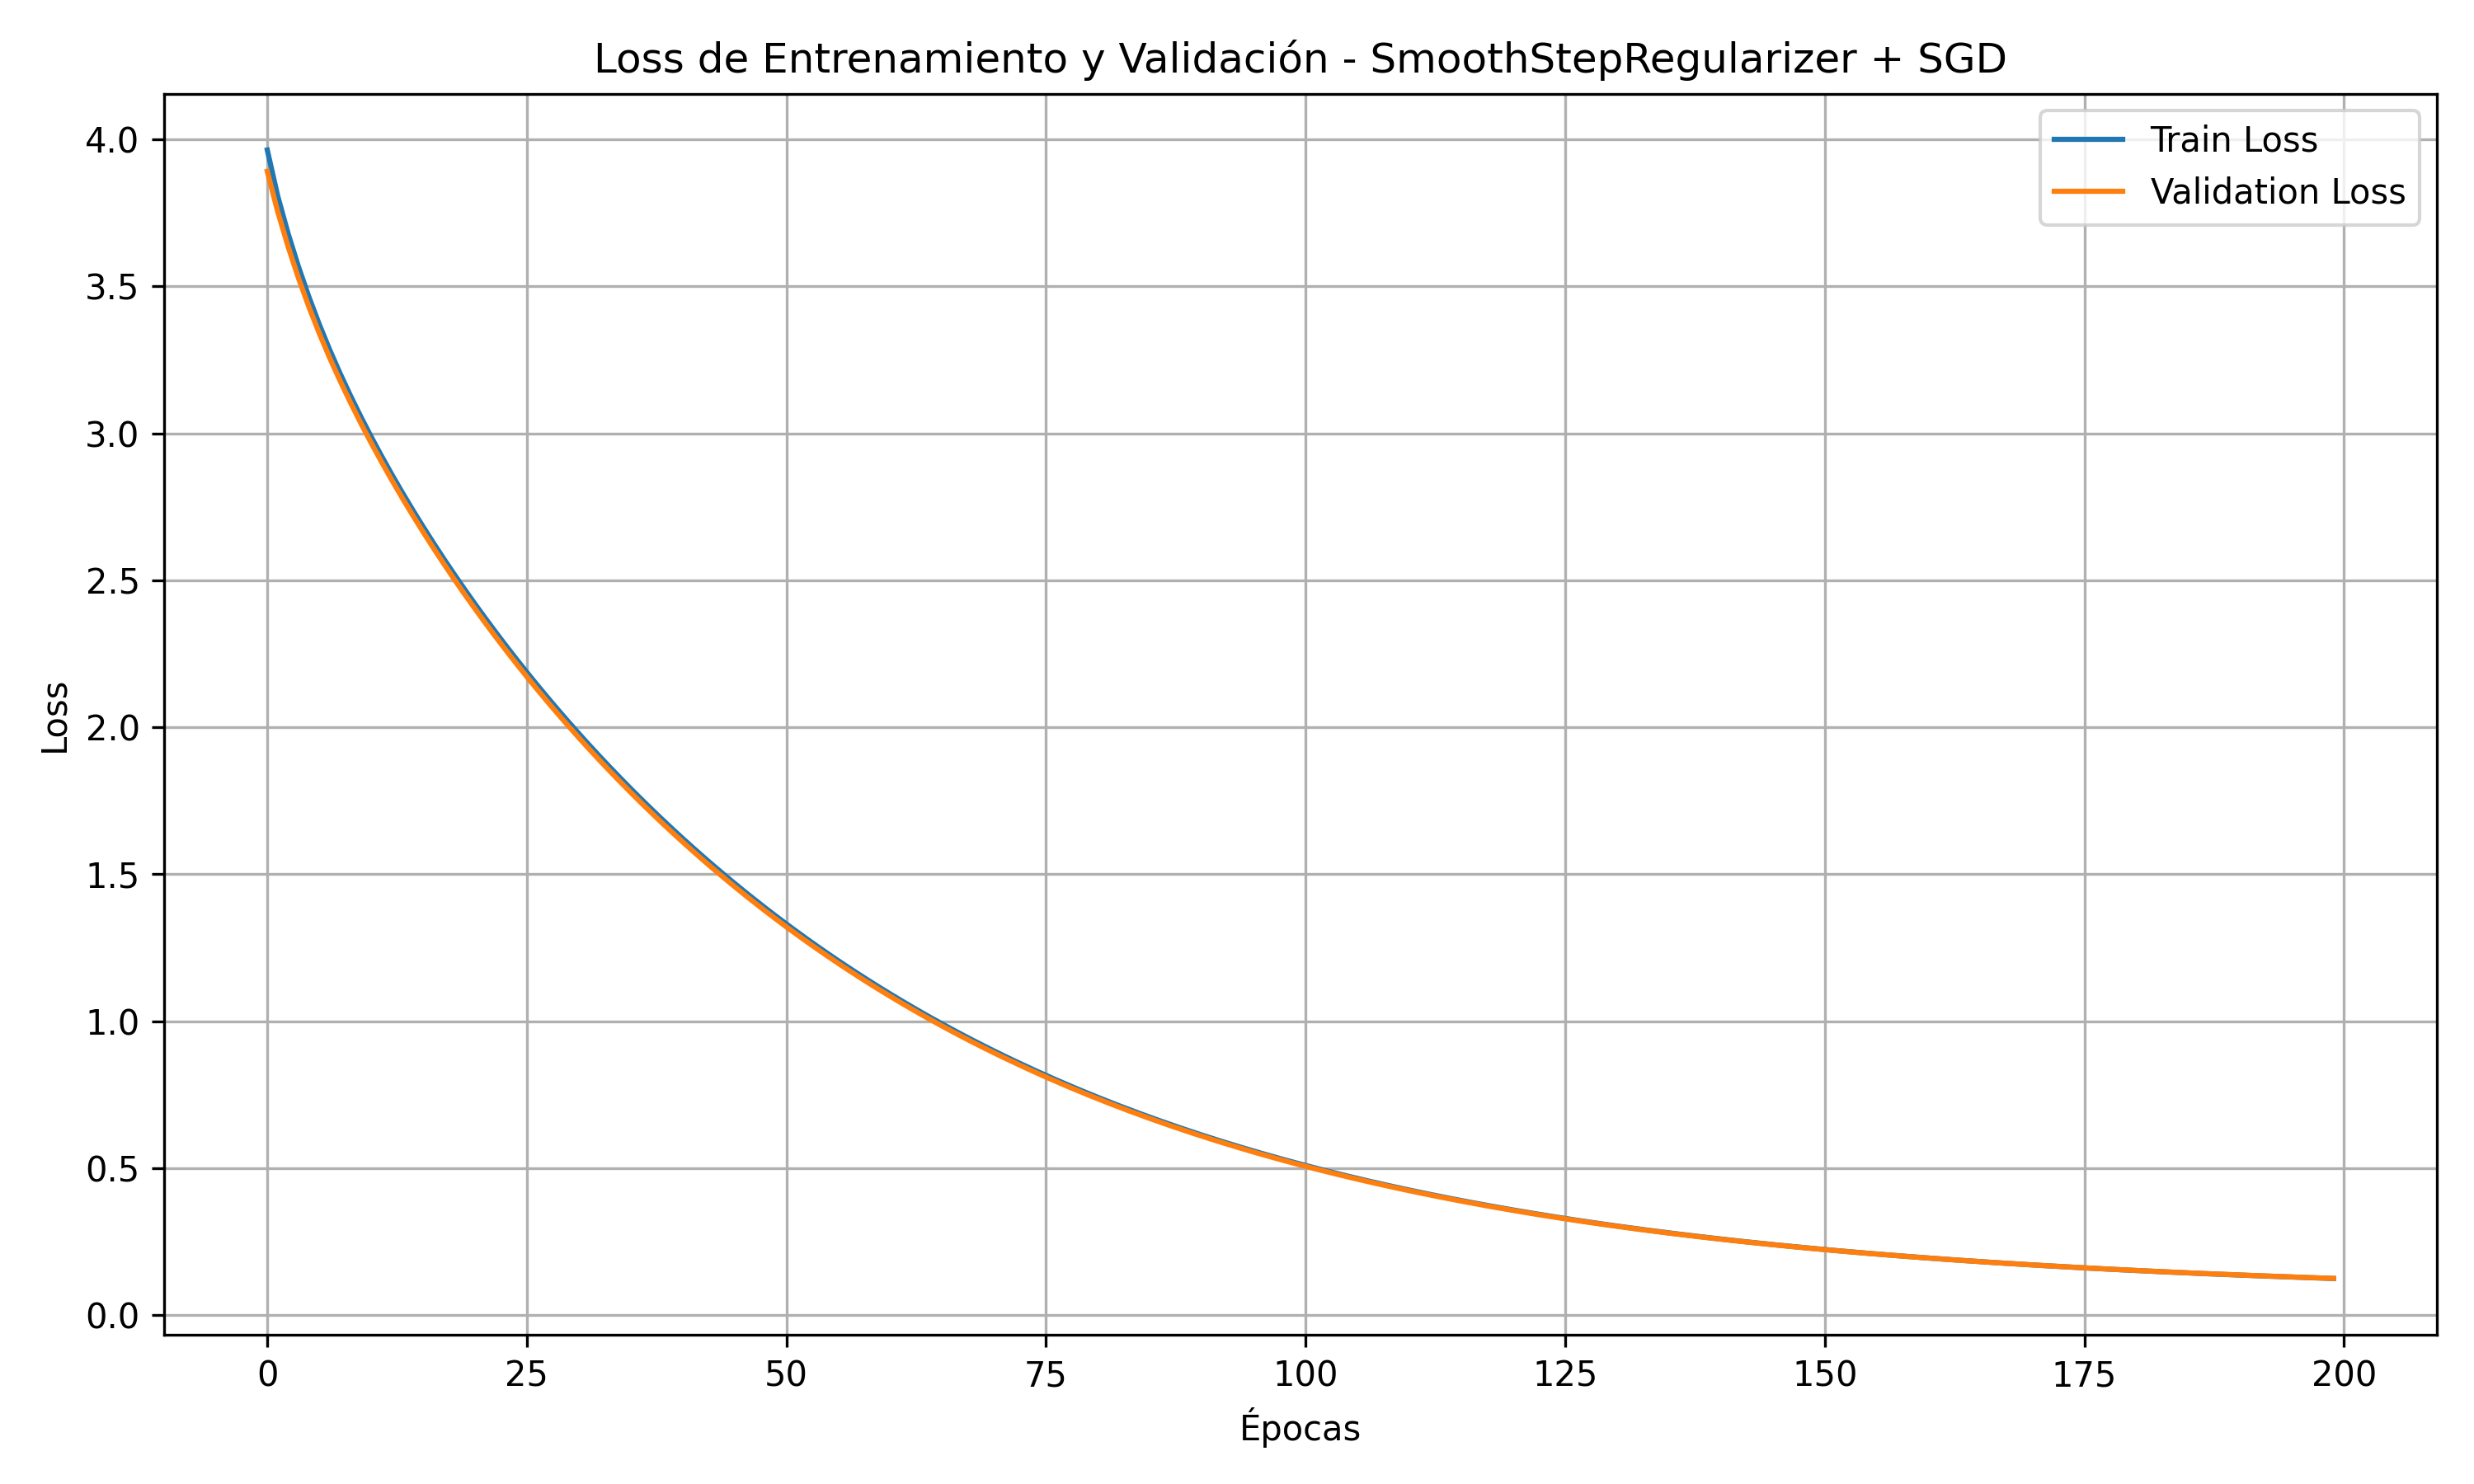 Loss de Entrenamiento y Validación - SmoothStepRegularizer + SGD
Train Loss
Validation Loss
4.0
3.5
3.0
2.5
2.0
1.5
1.0
0.5
0.0
Loss
0 25 50 75 100 125 150 175 200
Épocas